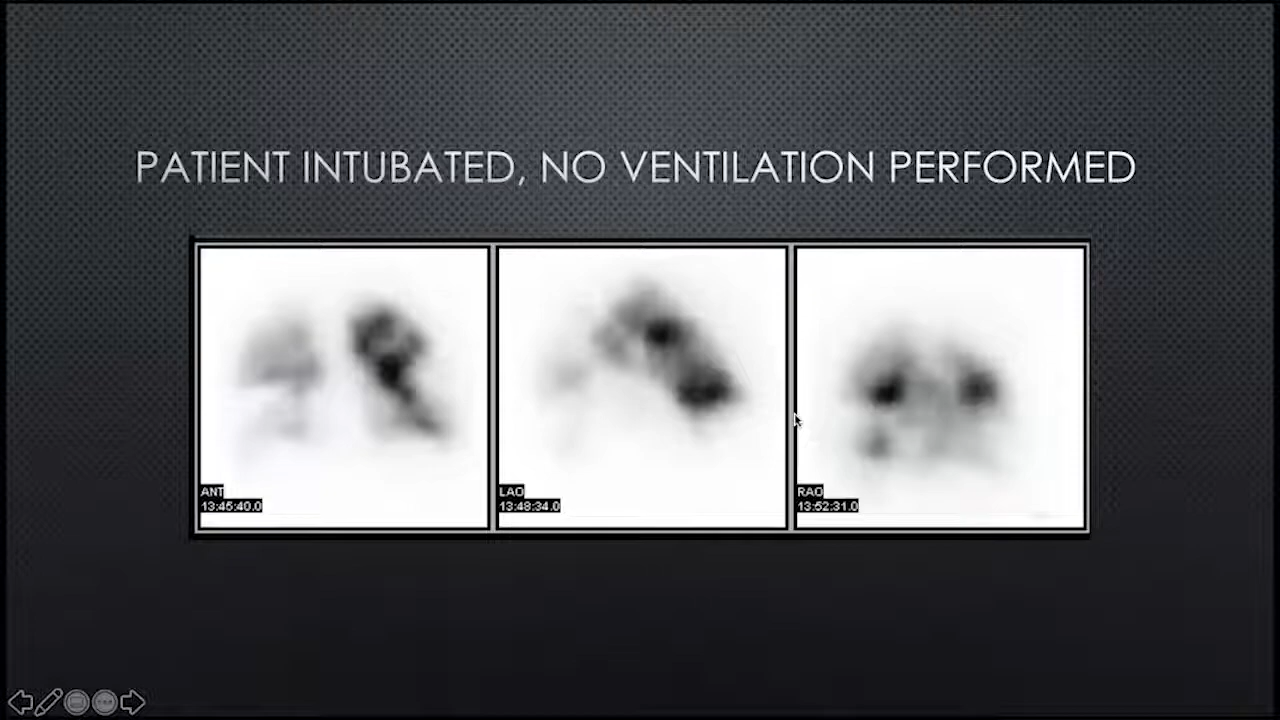 PATIENT INTUBATED, NO VENTILATION PERFORMED
ANT
13:45:40.0
LAO
13:48:34.0
RAO
13:52:31.0